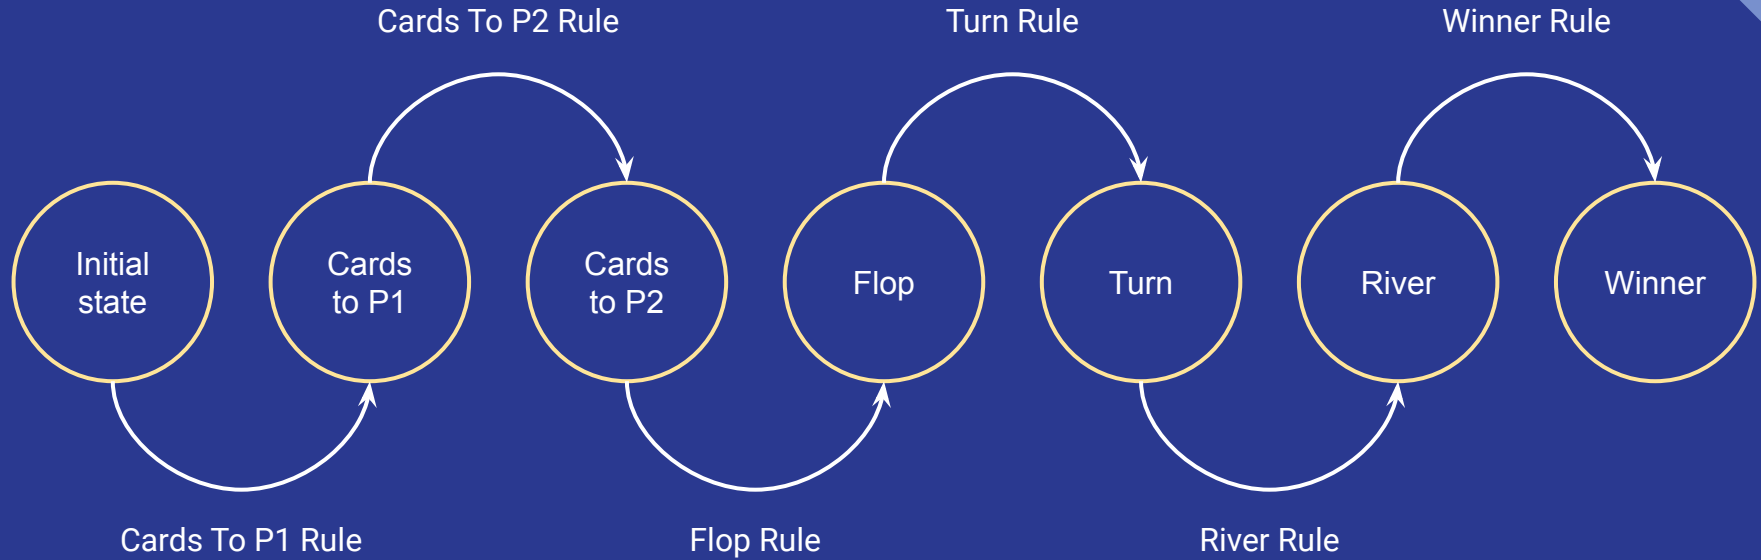 Cards To P2 Rule
Turn Rule
Winner Rule
Initial
state
Cards
to P1
Cards
to P2
Flop
Turn
River
Winner
Cards To P1 Rule
Flop Rule
River Rule